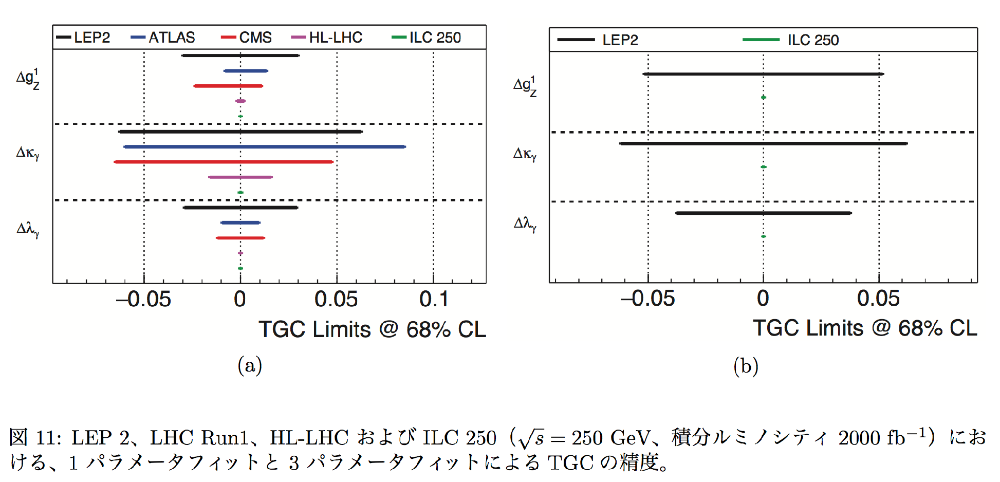 LEP2 ATLAS CMS HL-LHC ILC 250
Δg¹_Z
Δκ_γ
Δλ_γ
−0.05 0 0.05 0.1
TGC Limits @ 68% CL
(a)
LEP2 ILC 250
Δg¹_Z
Δκ_γ
Δλ_γ
−0.05 0 0.05
TGC Limits @ 68% CL
(b)
図 11: LEP 2、LHC Run1、HL-LHC および ILC 250（√s = 250 GeV、積分ルミノシティ 2000 fb⁻¹）にお
ける、1 パラメータフィットと 3 パラメータフィットによる TGC の精度。